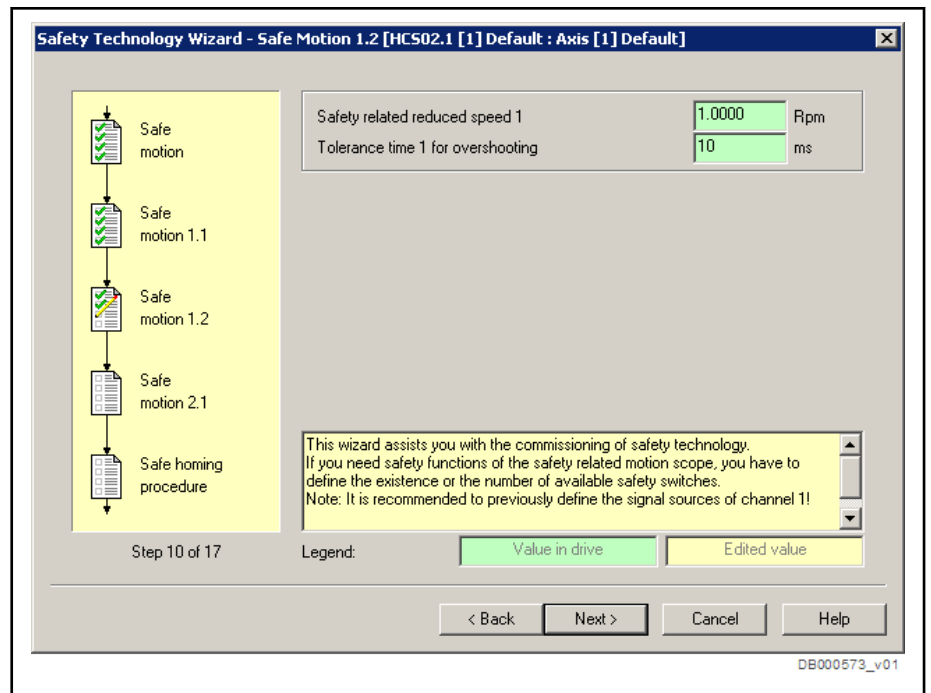 Safety Technology Wizard - Safe Motion 1.2 [HCS02.1 [1] Default : Axis [1] Default]
Safe
motion
Safe
motion 1.1
Safe
motion 1.2
Safe
motion 2.1
Safe homing
procedure
Step 10 of 17
Safety related reduced speed 1 1.0000 Rpm
Tolerance time 1 for overshooting 10 ms
This wizard assists you with the commissioning of safety technology.
If you need safety functions of the safety related motion scope, you have to
define the existence or the number of available safety switches.
Note: It is recommended to previously define the signal sources of channel 1!
Legend: Value in drive Edited value
< Back Next > Cancel Help
DB000573_v01